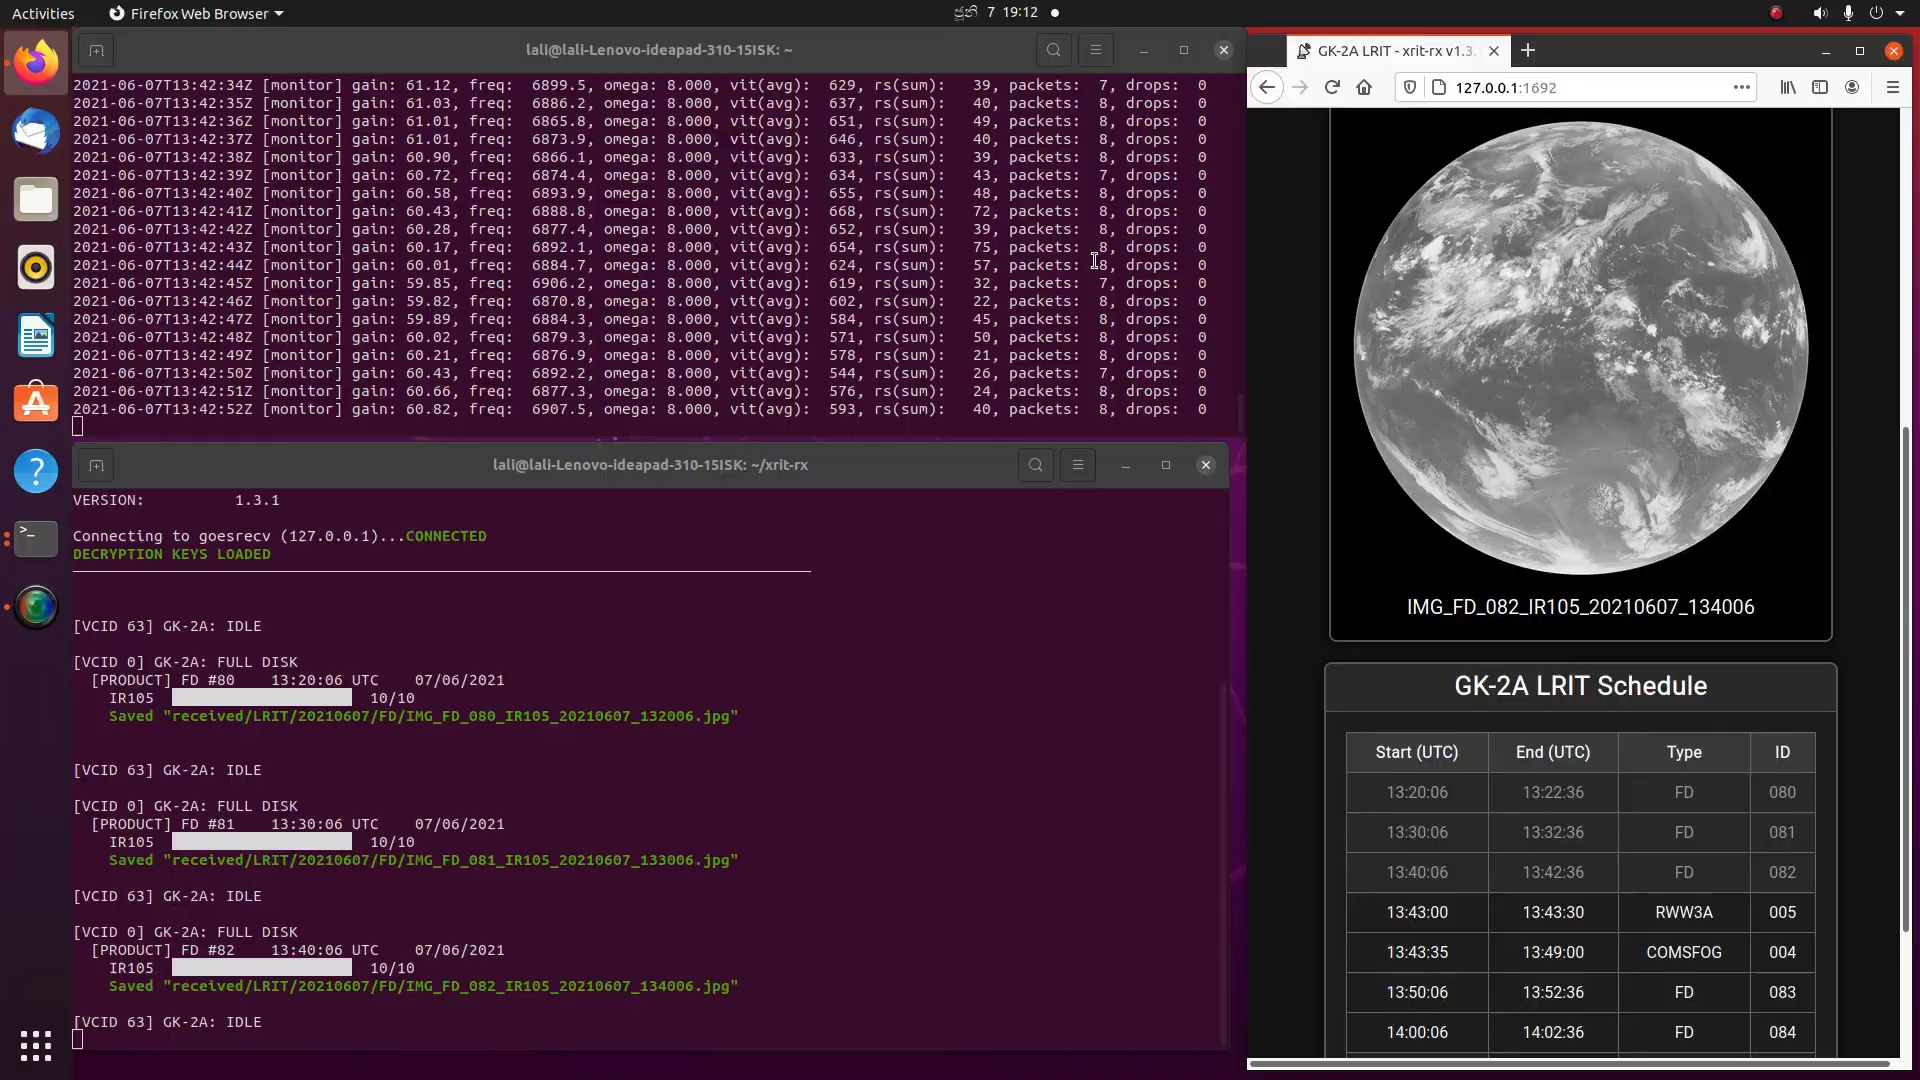 Activities
Firefox Web Browser
ජූනි 7 19:12
lali@lali-Lenovo-ideapad-310-15ISK: ~
2021-06-07T13:42:34Z [monitor] gain: 61.12, freq: 6899.5, omega: 8.000, vit(avg): 629, rs(sum): 39, packets: 7, drops: 0
2021-06-07T13:42:35Z [monitor] gain: 61.03, freq: 6886.2, omega: 8.000, vit(avg): 637, rs(sum): 40, packets: 8, drops: 0
2021-06-07T13:42:36Z [monitor] gain: 61.01, freq: 6865.8, omega: 8.000, vit(avg): 651, rs(sum): 49, packets: 8, drops: 0
2021-06-07T13:42:37Z [monitor] gain: 61.01, freq: 6873.9, omega: 8.000, vit(avg): 646, rs(sum): 40, packets: 8, drops: 0
2021-06-07T13:42:38Z [monitor] gain: 60.90, freq: 6866.1, omega: 8.000, vit(avg): 633, rs(sum): 39, packets: 8, drops: 0
2021-06-07T13:42:39Z [monitor] gain: 60.72, freq: 6874.4, omega: 8.000, vit(avg): 634, rs(sum): 43, packets: 7, drops: 0
2021-06-07T13:42:40Z [monitor] gain: 60.58, freq: 6893.9, omega: 8.000, vit(avg): 655, rs(sum): 48, packets: 8, drops: 0
2021-06-07T13:42:41Z [monitor] gain: 60.43, freq: 6888.8, omega: 8.000, vit(avg): 668, rs(sum): 72, packets: 8, drops: 0
2021-06-07T13:42:42Z [monitor] gain: 60.28, freq: 6877.4, omega: 8.000, vit(avg): 652, rs(sum): 39, packets: 8, drops: 0
2021-06-07T13:42:43Z [monitor] gain: 60.17, freq: 6892.1, omega: 8.000, vit(avg): 654, rs(sum): 75, packets: 8, drops: 0
2021-06-07T13:42:44Z [monitor] gain: 60.01, freq: 6884.7, omega: 8.000, vit(avg): 624, rs(sum): 57, packets: 8, drops: 0
2021-06-07T13:42:45Z [monitor] gain: 59.85, freq: 6906.2, omega: 8.000, vit(avg): 619, rs(sum): 32, packets: 7, drops: 0
2021-06-07T13:42:46Z [monitor] gain: 59.82, freq: 6870.8, omega: 8.000, vit(avg): 602, rs(sum): 22, packets: 8, drops: 0
2021-06-07T13:42:47Z [monitor] gain: 59.89, freq: 6884.3, omega: 8.000, vit(avg): 584, rs(sum): 45, packets: 8, drops: 0
2021-06-07T13:42:48Z [monitor] gain: 60.02, freq: 6879.3, omega: 8.000, vit(avg): 571, rs(sum): 50, packets: 8, drops: 0
2021-06-07T13:42:49Z [monitor] gain: 60.21, freq: 6876.9, omega: 8.000, vit(avg): 578, rs(sum): 21, packets: 8, drops: 0
2021-06-07T13:42:50Z [monitor] gain: 60.43, freq: 6892.2, omega: 8.000, vit(avg): 544, rs(sum): 26, packets: 7, drops: 0
2021-06-07T13:42:51Z [monitor] gain: 60.66, freq: 6877.3, omega: 8.000, vit(avg): 576, rs(sum): 24, packets: 8, drops: 0
2021-06-07T13:42:52Z [monitor] gain: 60.82, freq: 6907.5, omega: 8.000, vit(avg): 593, rs(sum): 40, packets: 8, drops: 0
lali@lali-Lenovo-ideapad-310-15ISK: ~/xrit-rx
VERSION: 1.3.1
Connecting to goesrecv (127.0.0.1)...CONNECTED
DECRYPTION KEYS LOADED
[VCID 63] GK-2A: IDLE
[VCID 0] GK-2A: FULL DISK
[PRODUCT] FD #80 13:20:06 UTC 07/06/2021
IR105 10/10
Saved "received/LRIT/20210607/FD/IMG_FD_080_IR105_20210607_132006.jpg"
[VCID 63] GK-2A: IDLE
[VCID 0] GK-2A: FULL DISK
[PRODUCT] FD #81 13:30:06 UTC 07/06/2021
IR105 10/10
Saved "received/LRIT/20210607/FD/IMG_FD_081_IR105_20210607_133006.jpg"
[VCID 63] GK-2A: IDLE
[VCID 0] GK-2A: FULL DISK
[PRODUCT] FD #82 13:40:06 UTC 07/06/2021
IR105 10/10
Saved "received/LRIT/20210607/FD/IMG_FD_082_IR105_20210607_134006.jpg"
[VCID 63] GK-2A: IDLE
GK-2A LRIT - xrit-rx v1.3.
127.0.0.1:1692
IMG_FD_082_IR105_20210607_134006
GK-2A LRIT Schedule
Start (UTC) End (UTC) Type ID
13:20:06 13:22:36 FD 080
13:30:06 13:32:36 FD 081
13:40:06 13:42:36 FD 082
13:43:00 13:43:30 RWW3A 005
13:43:35 13:49:00 COMSFOG 004
13:50:06 13:52:36 FD 083
14:00:06 14:02:36 FD 084